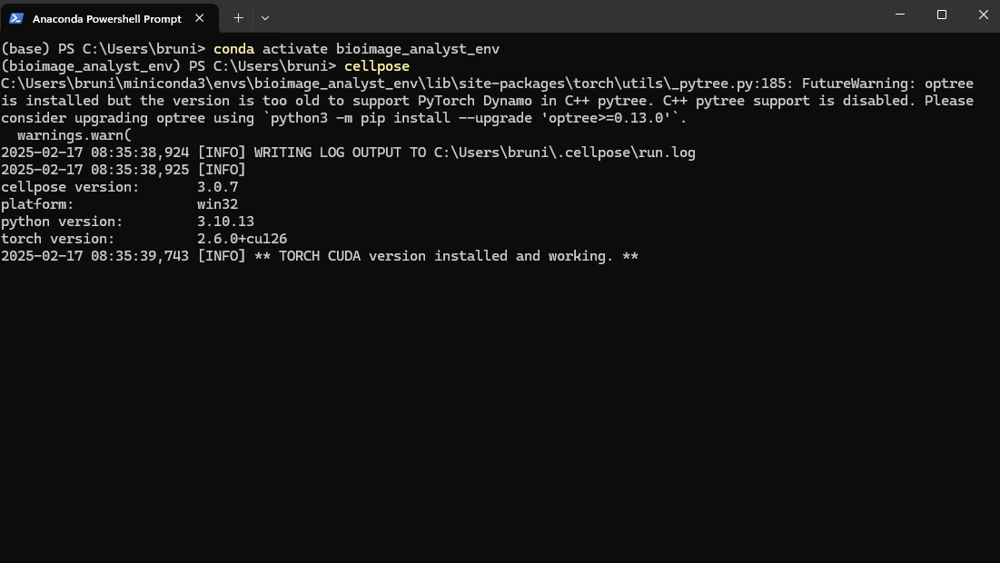 Anaconda Powershell Prompt
(base) PS C:\Users\bruni> conda activate bioimage_analyst_env
(bioimage_analyst_env) PS C:\Users\bruni> cellpose
C:\Users\bruni\miniconda3\envs\bioimage_analyst_env\lib\site-packages\torch\utils\_pytree.py:185: FutureWarning: optree
is installed but the version is too old to support PyTorch Dynamo in C++ pytree. C++ pytree support is disabled. Please
consider upgrading optree using `python3 -m pip install --upgrade 'optree>=0.13.0'`.
  warnings.warn(
2025-02-17 08:35:38,924 [INFO] WRITING LOG OUTPUT TO C:\Users\bruni\.cellpose\run.log
2025-02-17 08:35:38,925 [INFO]
cellpose version:       3.0.7
platform:               win32
python version:         3.10.13
torch version:          2.6.0+cu126
2025-02-17 08:35:39,743 [INFO] ** TORCH CUDA version installed and working. **